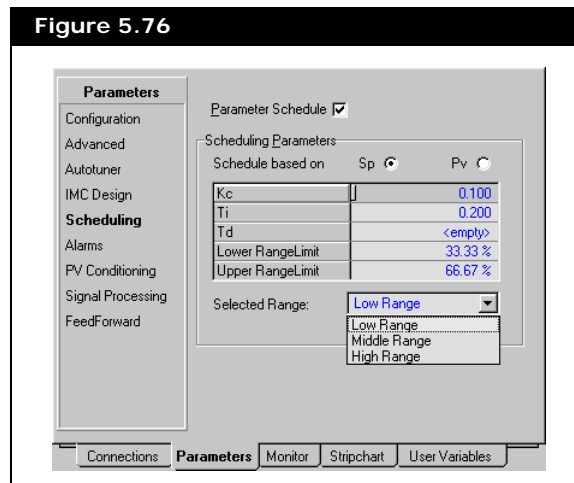 Figure 5.76
Parameters
Configuration
Advanced
Autotuner
IMC Design
Scheduling
Alarms
PV Conditioning
Signal Processing
FeedForward
Parameter Schedule
Scheduling Parameters
Schedule based on Sp Pv
Kc 0.100
Ti 0.200
Td <empty>
Lower RangeLimit 33.33 %
Upper RangeLimit 66.67 %
Selected Range: Low Range
Low Range
Middle Range
High Range
Connections Parameters Monitor Stripchart User Variables